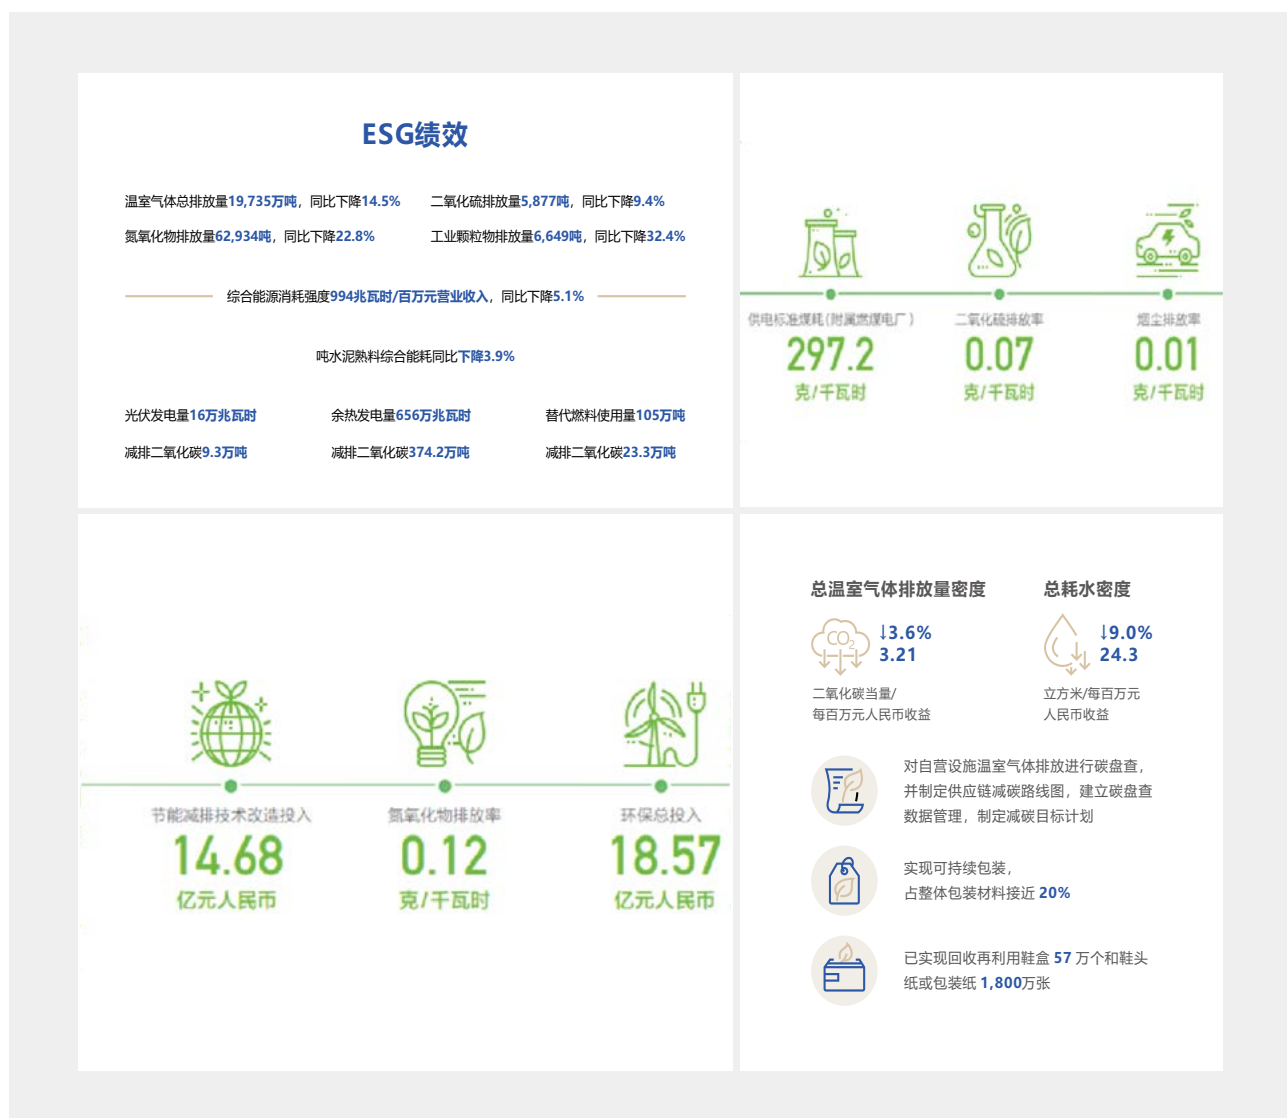 ESG绩效
温室气体总排放量19,735万吨，同比下降14.5%
二氧化硫排放量5,877吨，同比下降9.4%
氮氧化物排放量62,934吨，同比下降22.8%
工业颗粒物排放量6,649吨，同比下降32.4%
综合能源消耗强度994兆瓦时/百万元营业收入，同比下降5.1%
吨水泥熟料综合能耗同比下降3.9%
光伏发电量16万兆瓦时
余热发电量656万兆瓦时
替代燃料使用量105万吨
减排二氧化碳9.3万吨
减排二氧化碳374.2万吨
减排二氧化碳23.3万吨
供电标准煤耗(附属燃煤电厂)
二氧化硫排放率
烟尘排放率
297.2
0.07
0.01
克/千瓦时
克/千瓦时
克/千瓦时
节能减排技术改造投入
氮氧化物排放率
环保总投入
14.68
0.12
18.57
亿元人民币
克/千瓦时
亿元人民币
总温室气体排放量密度
总耗水密度
CO2
↓3.6%
3.21
↓9.0%
24.3
二氧化碳当量/
每百万元人民币收益
立方米/每百万元
人民币收益
对自营设施温室气体排放进行碳盘查，
并制定供应链减碳路线图，建立碳盘查
数据管理，制定减碳目标计划
实现可持续包装，
占整体包装材料接近 20%
已实现回收再利用鞋盒 57 万个和鞋头
纸或包装纸 1,800万张